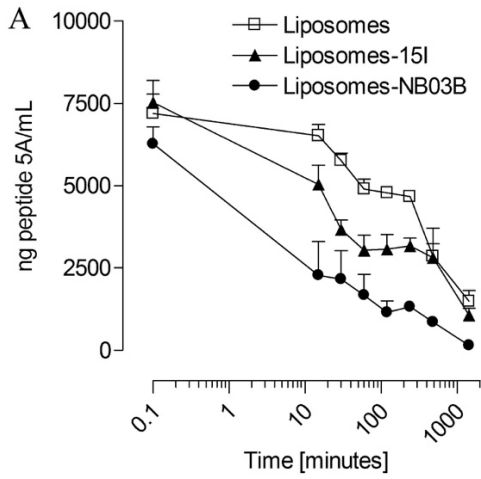 A
10000
7500
5000
2500
0
ng peptide 5A/mL
Liposomes
Liposomes-15I
Liposomes-NB03B
0.1
1
10
100
1000
Time [minutes]